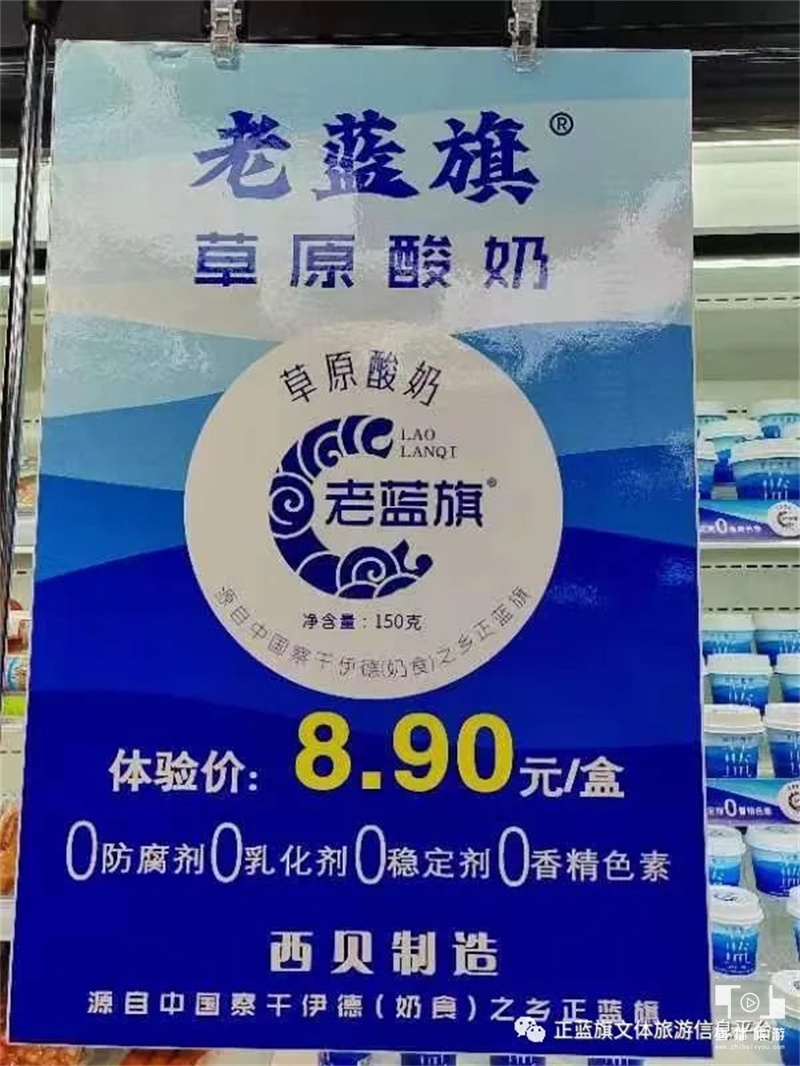 老蓝旗®
草原酸奶
草原酸奶
LAO
LANQI
老蓝旗®
净含量：150克
源自中国察干伊德(奶食)之乡正蓝旗
体验价：8.90元/盒
0防腐剂0乳化剂0稳定剂0香精色素
西贝制造
源自中国察干伊德(奶食)之乡正蓝旗
正蓝旗文体旅游信息平台